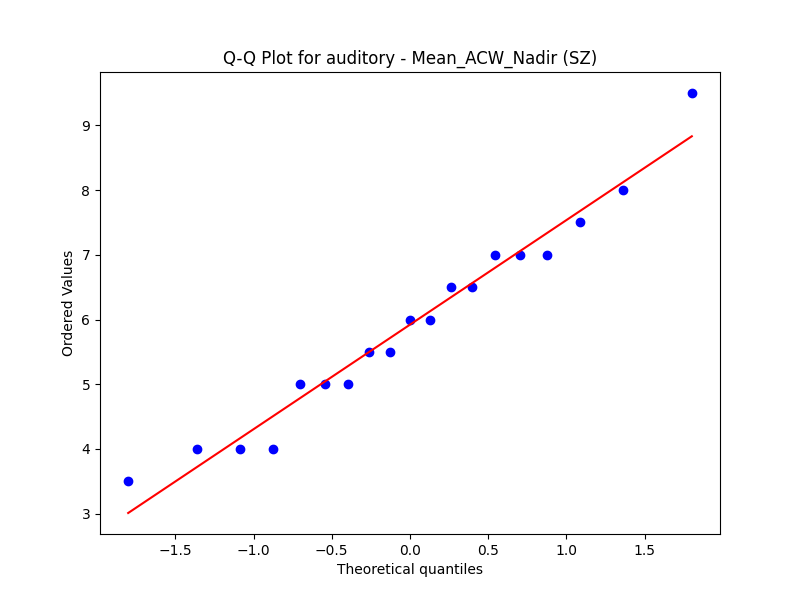 Q-Q Plot for auditory - Mean_ACW_Nadir (SZ)
9
8
7
6
5
4
3
Ordered Values
−1.5 −1.0 −0.5 0.0 0.5 1.0 1.5
Theoretical quantiles